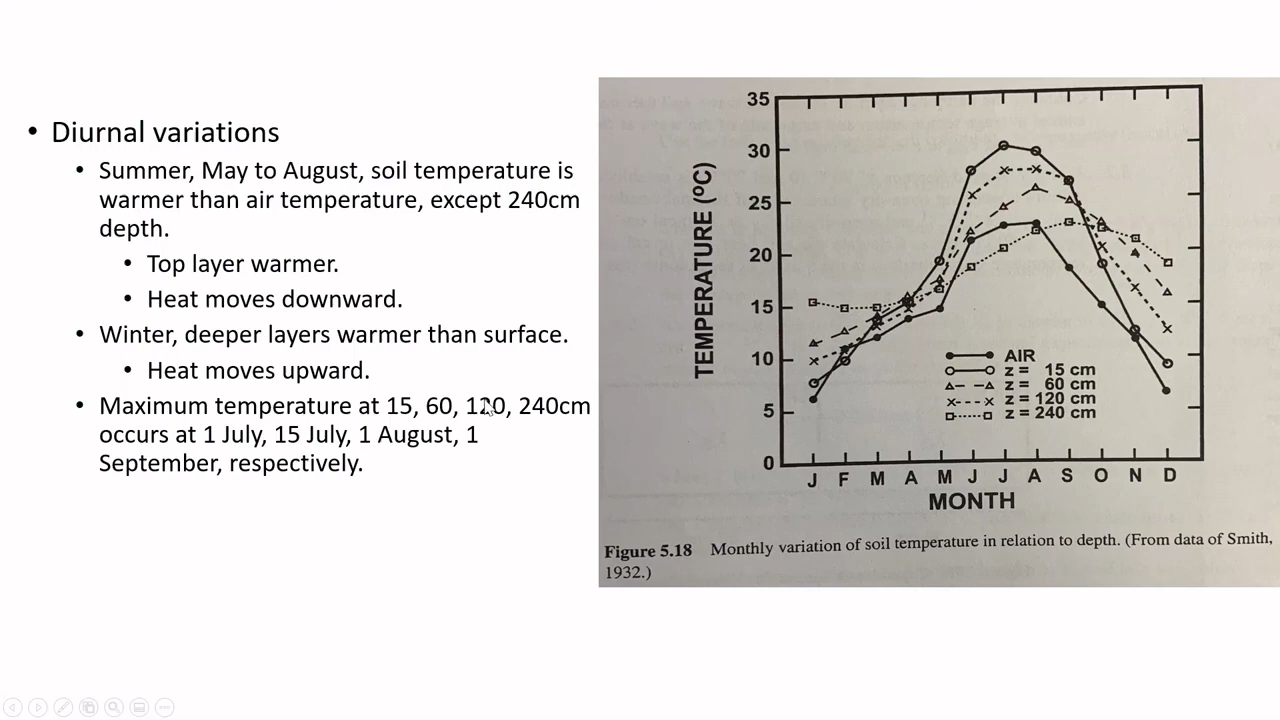 • Diurnal variations
• Summer, May to August, soil temperature is
warmer than air temperature, except 240cm
depth.
• Top layer warmer.
• Heat moves downward.
• Winter, deeper layers warmer than surface.
• Heat moves upward.
• Maximum temperature at 15, 60, 120, 240cm
occurs at 1 July, 15 July, 1 August, 1
September, respectively.
TEMPERATURE (ºC)
35
30
25
20
15
10
5
0
AIR
z = 15 cm
z = 60 cm
z = 120 cm
z = 240 cm
J F M A M J J A S O N D
MONTH
Figure 5.18 Monthly variation of soil temperature in relation to depth. (From data of Smith,
1932.)